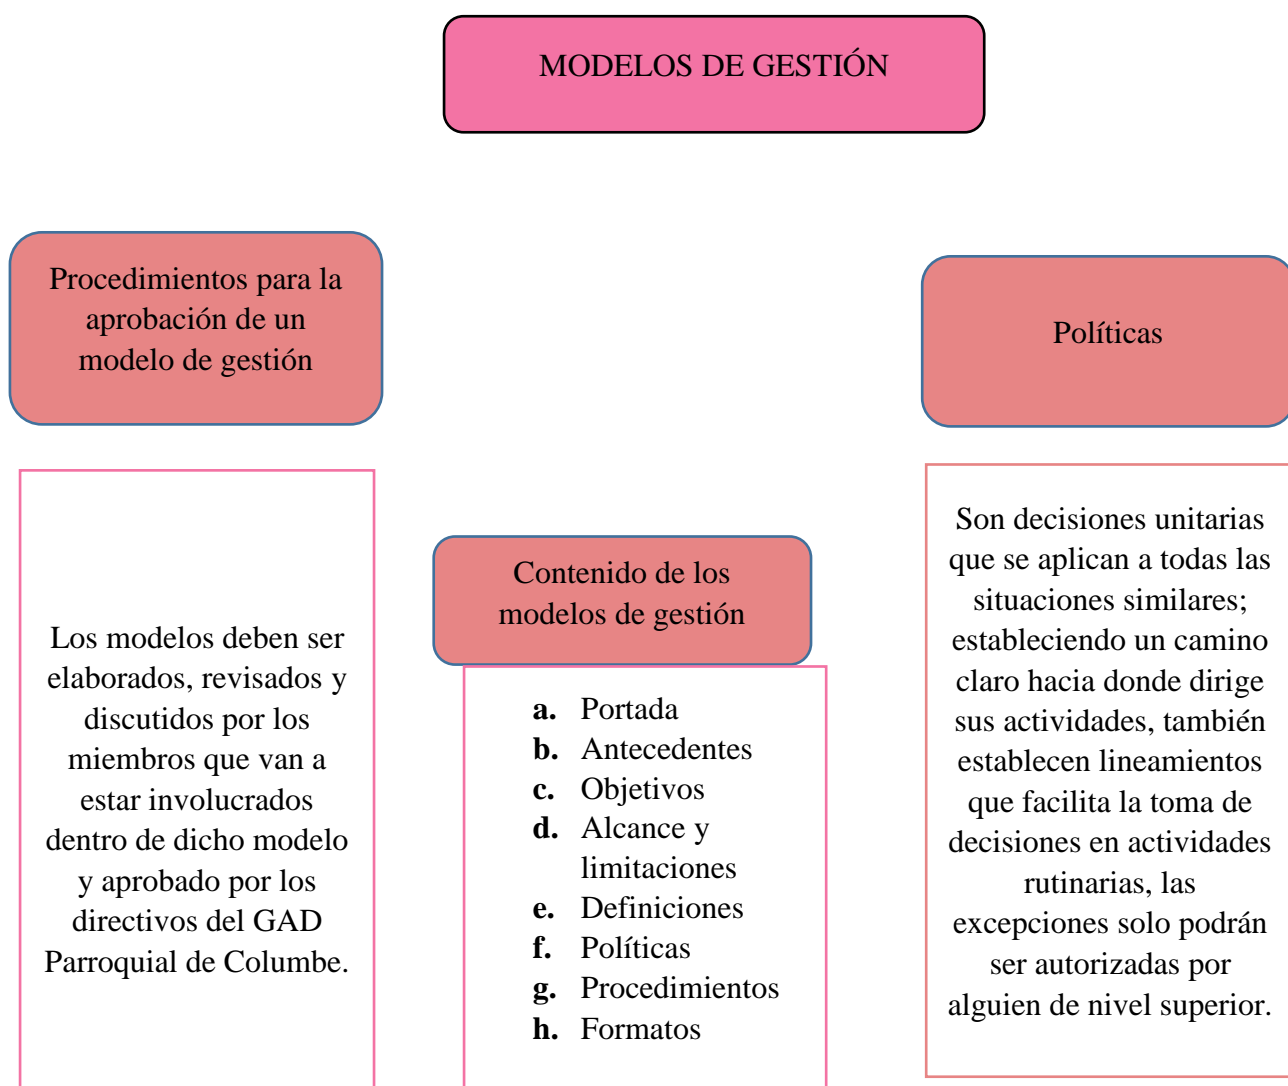 MODELOS DE GESTIÓN
Procedimientos para la
aprobación de un
modelo de gestión
Los modelos deben ser
elaborados, revisados y
discutidos por los
miembros que van a
estar involucrados
dentro de dicho modelo
y aprobado por los
directivos del GAD
Parroquial de Columbe.
Contenido de los
modelos de gestión
a. Portada
b. Antecedentes
c. Objetivos
d. Alcance y
limitaciones
e. Definiciones
f. Políticas
g. Procedimientos
h. Formatos
Políticas
Son decisiones unitarias
que se aplican a todas las
situaciones similares;
estableciendo un camino
claro hacia donde dirige
sus actividades, también
establecen lineamientos
que facilita la toma de
decisiones en actividades
rutinarias, las
excepciones solo podrán
ser autorizadas por
alguien de nivel superior.